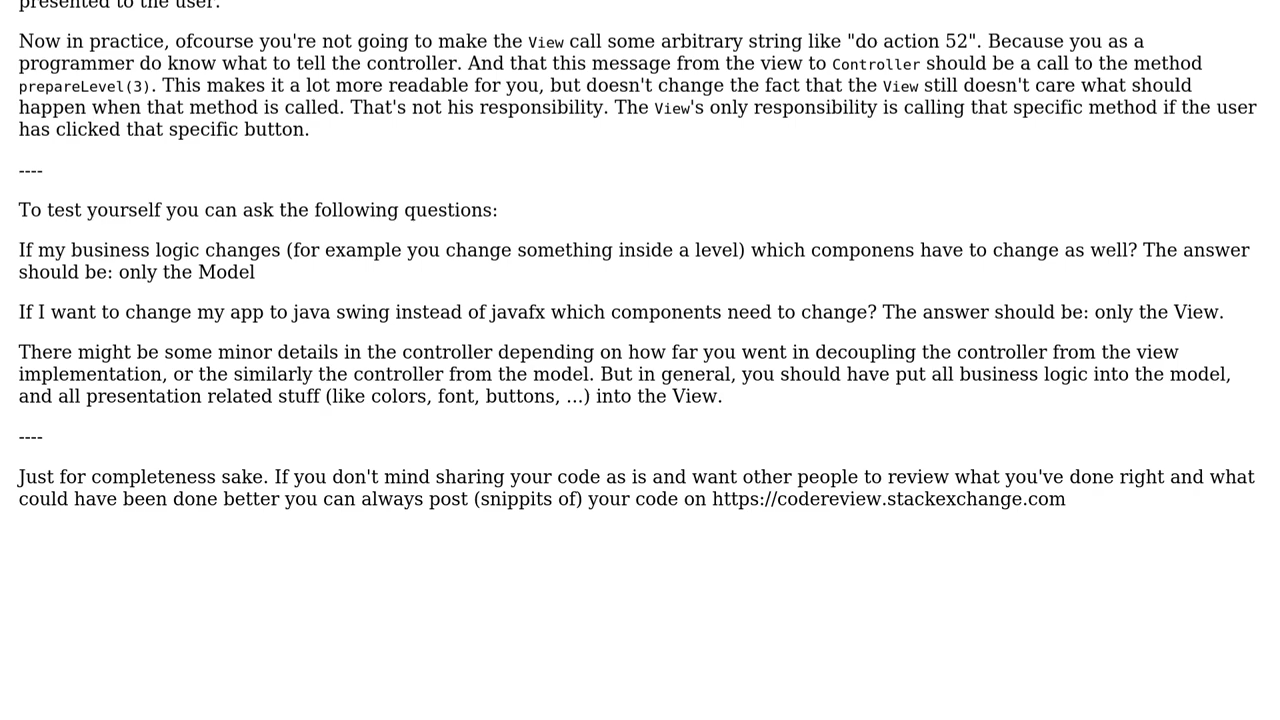 presented to the user.
Now in practice, ofcourse you're not going to make the View call some arbitrary string like "do action 52". Because you as a
programmer do know what to tell the controller. And that this message from the view to Controller should be a call to the method
prepareLevel(3). This makes it a lot more readable for you, but doesn't change the fact that the View still doesn't care what should
happen when that method is called. That's not his responsibility. The View's only responsibility is calling that specific method if the user
has clicked that specific button.
----
To test yourself you can ask the following questions:
If my business logic changes (for example you change something inside a level) which componens have to change as well? The answer
should be: only the Model
If I want to change my app to java swing instead of javafx which components need to change? The answer should be: only the View.
There might be some minor details in the controller depending on how far you went in decoupling the controller from the view
implementation, or the similarly the controller from the model. But in general, you should have put all business logic into the model,
and all presentation related stuff (like colors, font, buttons, ...) into the View.
----
Just for completeness sake. If you don't mind sharing your code as is and want other people to review what you've done right and what
could have been done better you can always post (snippits of) your code on https://codereview.stackexchange.com